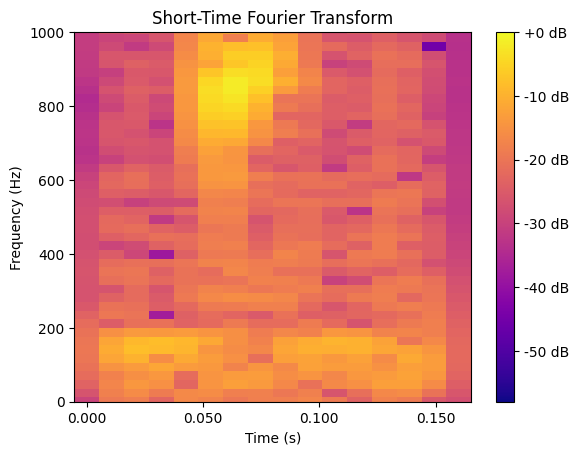 Short-Time Fourier Transform
Frequency (Hz)
1000
800
600
400
200
0
0.000
0.050
0.100
0.150
Time (s)
+0 dB
-10 dB
-20 dB
-30 dB
-40 dB
-50 dB